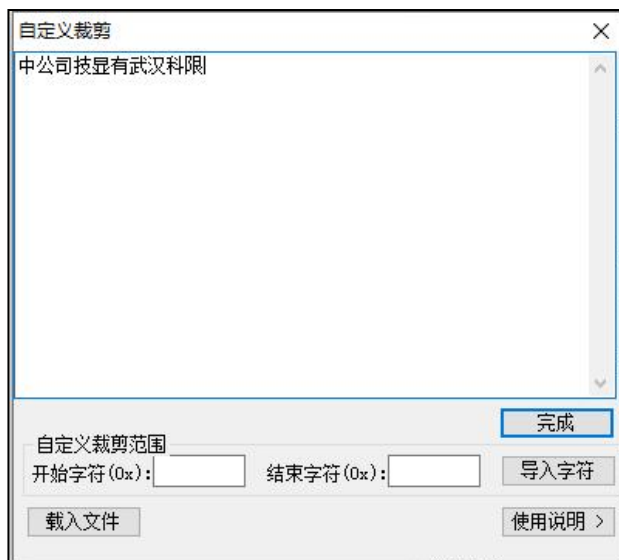 自定义裁剪
中公司技显有武汉科限
完成
自定义裁剪范围
开始字符(0x): 结束字符(0x): 导入字符
载入文件 使用说明 >